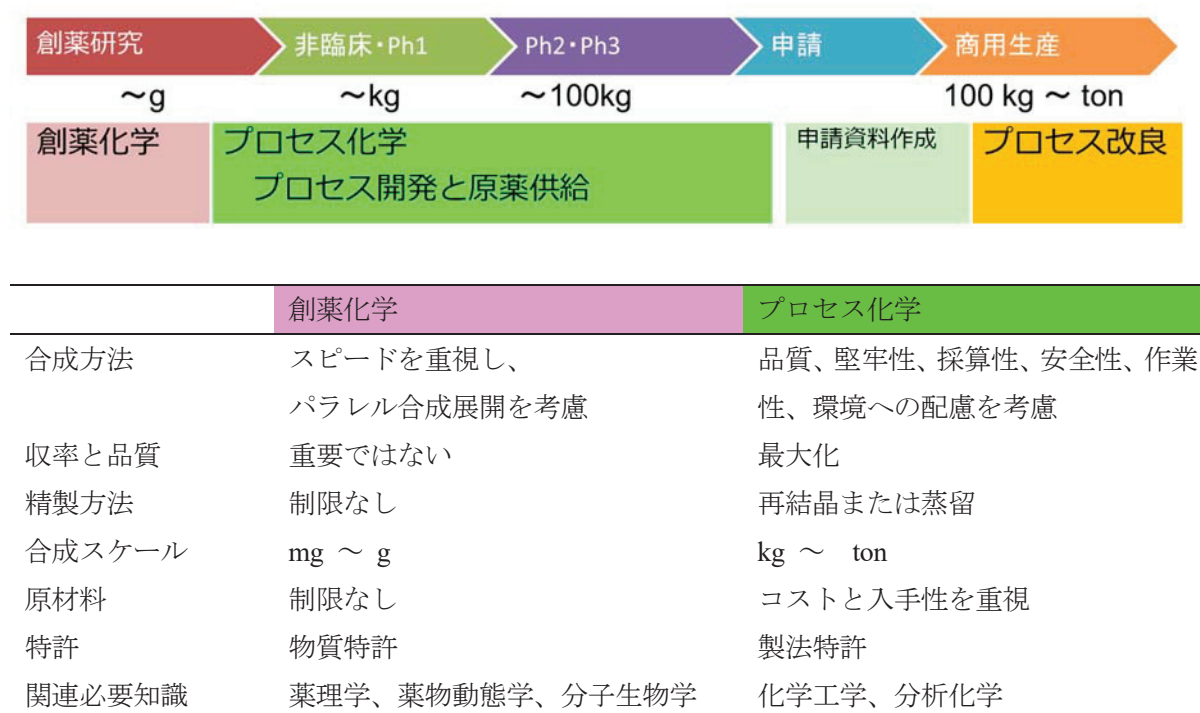 創薬研究 非臨床・Ph1 Ph2・Ph3 申請 商用生産
～g ～kg ～100kg 100 kg ～ ton
創薬化学 プロセス化学 申請資料作成 プロセス改良
プロセス開発と原薬供給
創薬化学 プロセス化学
合成方法 スピードを重視し、 品質、堅牢性、採算性、安全性、作業
パラレル合成展開を考慮 性、環境への配慮を考慮
収率と品質 重要ではない 最大化
精製方法 制限なし 再結晶または蒸留
合成スケール mg ～ g kg ～ ton
原材料 制限なし コストと入手性を重視
特許 物質特許 製法特許
関連必要知識 薬理学、薬物動態学、分子生物学 化学工学、分析化学